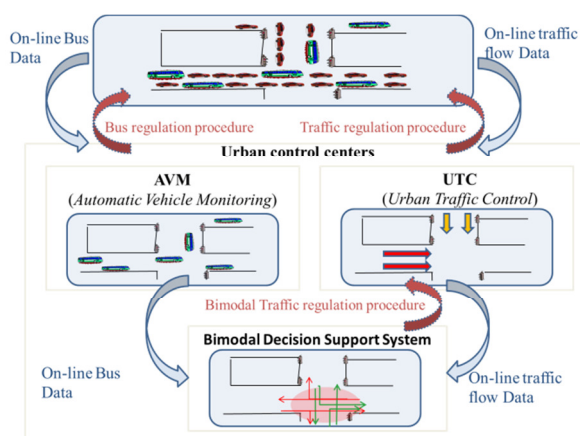 On-line Bus
Data
On-line traffic
flow Data
Bus regulation procedure
Traffic regulation procedure
Urban control centers
AVM
(Automatic Vehicle Monitoring)
UTC
(Urban Traffic Control)
Bimodal Traffic regulation procedure
Bimodal Decision Support System
On-line Bus
Data
On-line traffic
flow Data